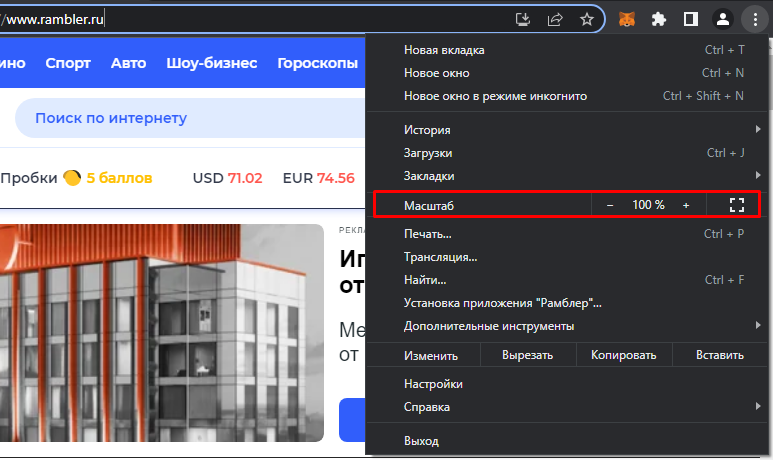 /www.rambler.ru
ино Спорт Авто Шоу-бизнес Гороскопы
Поиск по интернету
Пробки 5 баллов USD 71.02 EUR 74.56
РЕКЛА
Иг
от
Ме
от
Новая вкладка Ctrl + T
Новое окно Ctrl + N
Новое окно в режиме инкогнито Ctrl + Shift + N
История
Загрузки Ctrl + J
Закладки
Масштаб – 100 % +
Печать... Ctrl + P
Трансляция...
Найти... Ctrl + F
Установка приложения "Рамблер"...
Дополнительные инструменты
Изменить Вырезать Копировать Вставить
Настройки
Справка
Выход